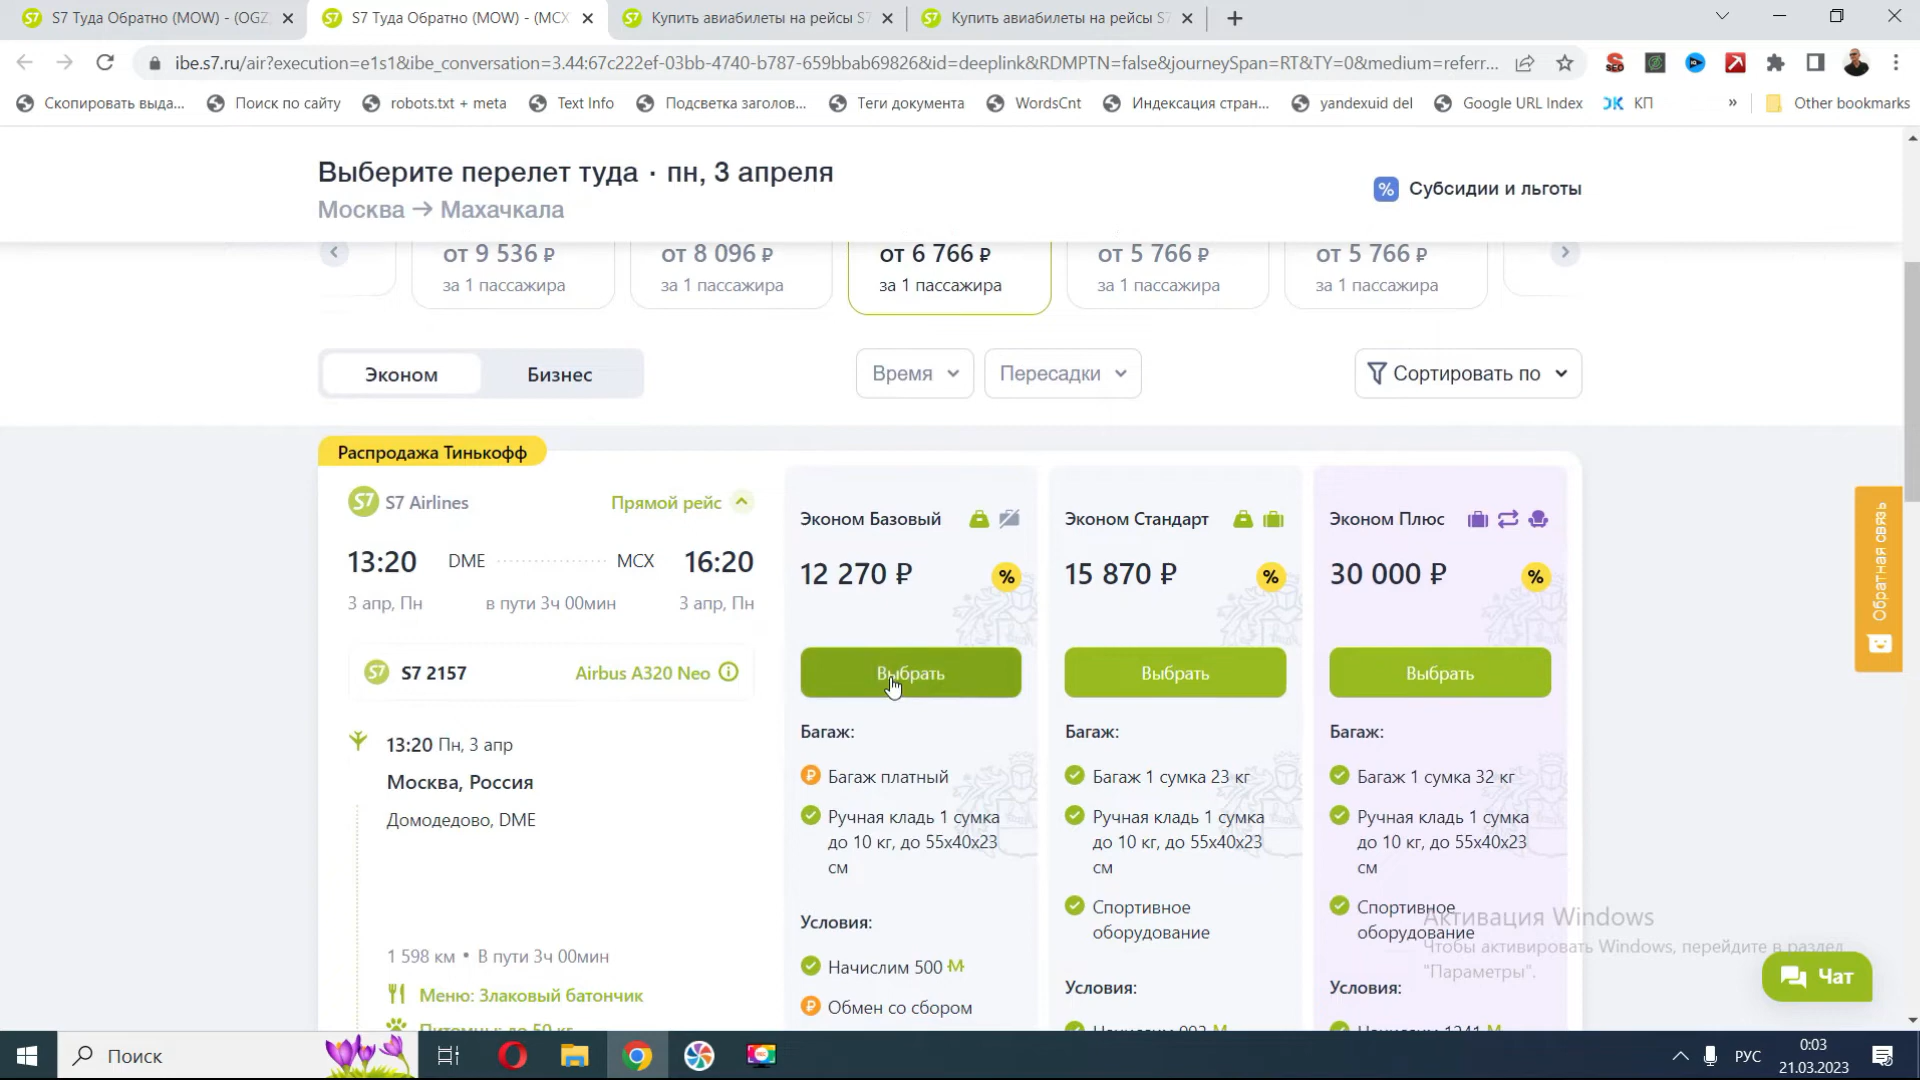 S7 Туда Обратно (MOW) - (OGZ
S7 Туда Обратно (MOW) - (MCX
Купить авиабилеты на рейсы S7
Купить авиабилеты на рейсы S7
ibe.s7.ru/air?execution=e1s1&ibe_conversation=3.44:67c222ef-03bb-4740-b787-659bbab69826&id=deeplink&RDMPTN=false&journeySpan=RT&TY=0&medium=referr...
Скопировать выда...
Поиск по сайту
robots.txt + meta
Text Info
Подсветка заголов...
Теги документа
WordsCnt
Индексация стран...
yandexuid del
Google URL Index
КП
»
Other bookmarks
Выберите перелет туда · пн, 3 апреля
Москва → Махачкала
% Субсидии и льготы
от 9 536 ₽
за 1 пассажира
от 8 096 ₽
за 1 пассажира
от 6 766 ₽
за 1 пассажира
от 5 766 ₽
за 1 пассажира
от 5 766 ₽
за 1 пассажира
Эконом
Бизнес
Время
Пересадки
Сортировать по
Распродажа Тинькофф
S7 S7 Airlines
Прямой рейс
13:20 DME MCX 16:20
3 апр, Пн в пути 3ч 00мин 3 апр, Пн
S7 S7 2157 Airbus A320 Neo
13:20 Пн, 3 апр
Москва, Россия
Домодедово, DME
1 598 км • В пути 3ч 00мин
Меню: Злаковый батончик
Питомцы: до 50 кг
Эконом Базовый
12 270 ₽ %
Выбрать
Багаж:
Багаж платный
Ручная кладь 1 сумка
до 10 кг, до 55x40x23
см
Условия:
Начислим 500
Обмен со сбором
Эконом Стандарт
15 870 ₽ %
Выбрать
Багаж:
Багаж 1 сумка 23 кг
Ручная кладь 1 сумка
до 10 кг, до 55x40x23
см
Спортивное
оборудование
Условия:
Эконом Плюс
30 000 ₽ %
Выбрать
Багаж:
Багаж 1 сумка 32 кг
Ручная кладь 1 сумка
до 10 кг, до 55x40x23
см
Спортивное
оборудование
Условия:
Обратная связь
Активация Windows
Чтобы активировать Windows, перейдите в раздел
"Параметры".
Чат
Поиск
РУС
0:03
21.03.2023